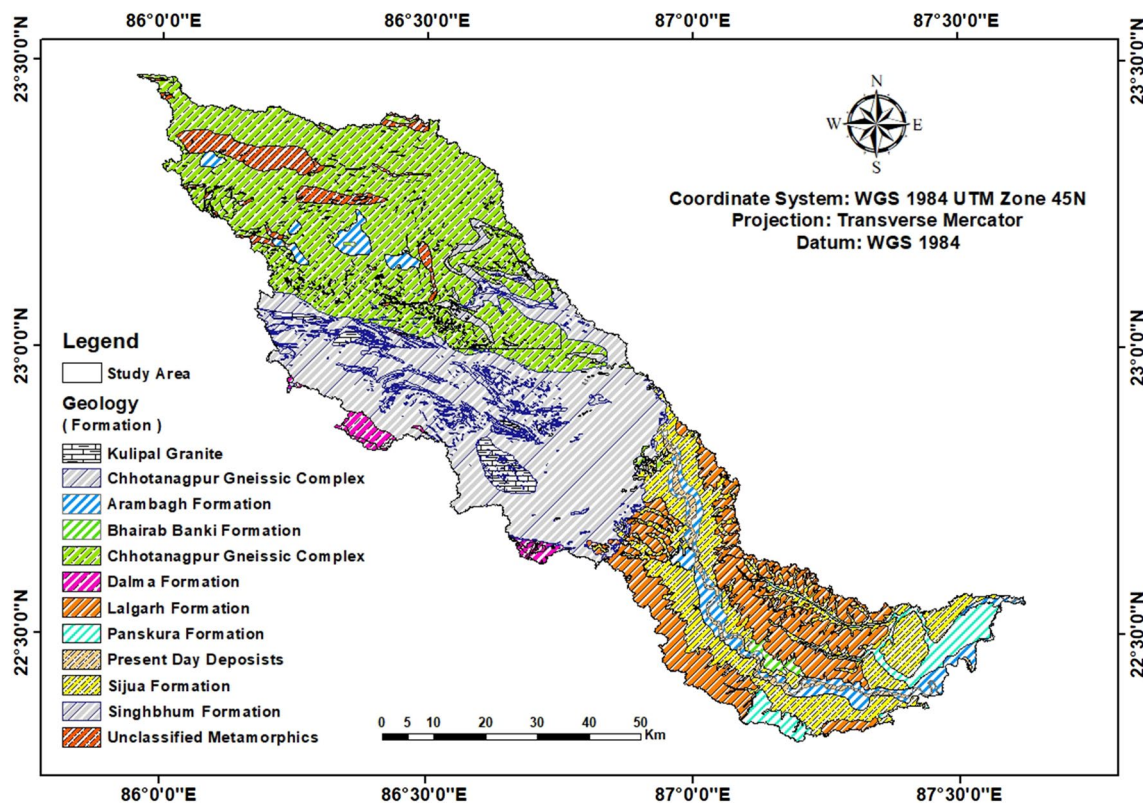 86°0'0"E 86°30'0"E 87°0'0"E 87°30'0"E
23°30'0"N
23°30'0"N
N
W E
S
Coordinate System: WGS 1984 UTM Zone 45N
Projection: Transverse Mercator
Datum: WGS 1984
23°0'0"N
23°0'0"N
Legend
Study Area
Geology
( Formation )
Kulipal Granite
Chhotanagpur Gneissic Complex
Arambagh Formation
Bhairab Banki Formation
Chhotanagpur Gneissic Complex
Dalma Formation
Lalgarh Formation
Panskura Formation
Present Day Deposists
Sijua Formation
Singhbhum Formation
Unclassified Metamorphics
22°30'0"N
22°30'0"N
0 5 10 20 30 40 50
Km
86°0'0"E 86°30'0"E 87°0'0"E 87°30'0"E